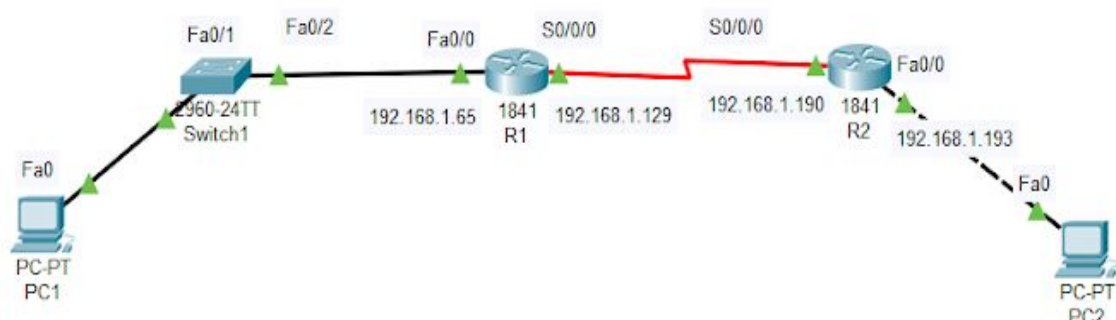 Fa0/1
Fa0/2
Fa0/0
S0/0/0
S0/0/0
Fa0/0
2960-24TT
Switch1
192.168.1.65
1841
R1
192.168.1.129
192.168.1.190
1841
R2
192.168.1.193
Fa0
PC-PT
PC1
Fa0
PC-PT
PC2